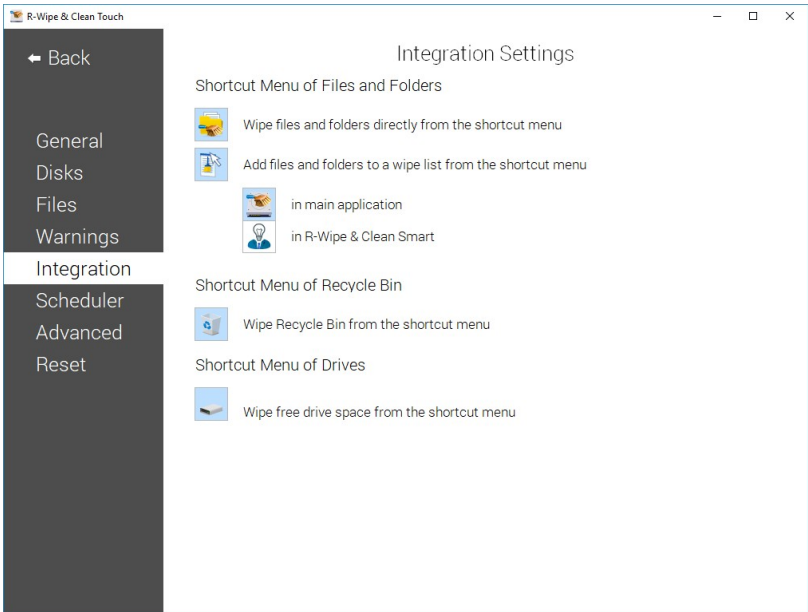 R-Wipe & Clean Touch
Back
General
Disks
Files
Warnings
Integration
Scheduler
Advanced
Reset
Integration Settings
Shortcut Menu of Files and Folders
Wipe files and folders directly from the shortcut menu
Add files and folders to a wipe list from the shortcut menu
in main application
in R-Wipe & Clean Smart
Shortcut Menu of Recycle Bin
Wipe Recycle Bin from the shortcut menu
Shortcut Menu of Drives
Wipe free drive space from the shortcut menu